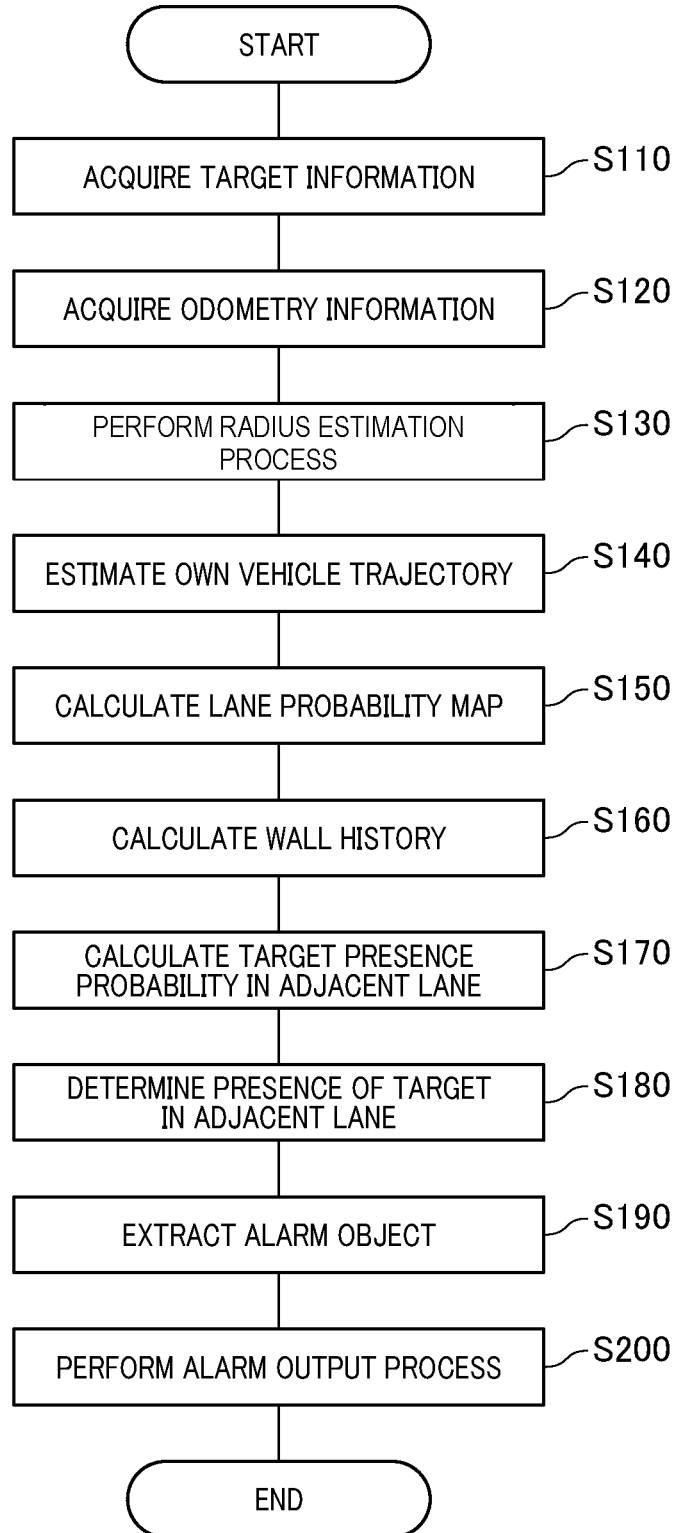 START
ACQUIRE TARGET INFORMATION
S110
ACQUIRE ODOMETRY INFORMATION
S120
PERFORM RADIUS ESTIMATION
PROCESS
S130
ESTIMATE OWN VEHICLE TRAJECTORY
S140
CALCULATE LANE PROBABILITY MAP
S150
CALCULATE WALL HISTORY
S160
CALCULATE TARGET PRESENCE
PROBABILITY IN ADJACENT LANE
S170
DETERMINE PRESENCE OF TARGET
IN ADJACENT LANE
S180
EXTRACT ALARM OBJECT
S190
PERFORM ALARM OUTPUT PROCESS
S200
END